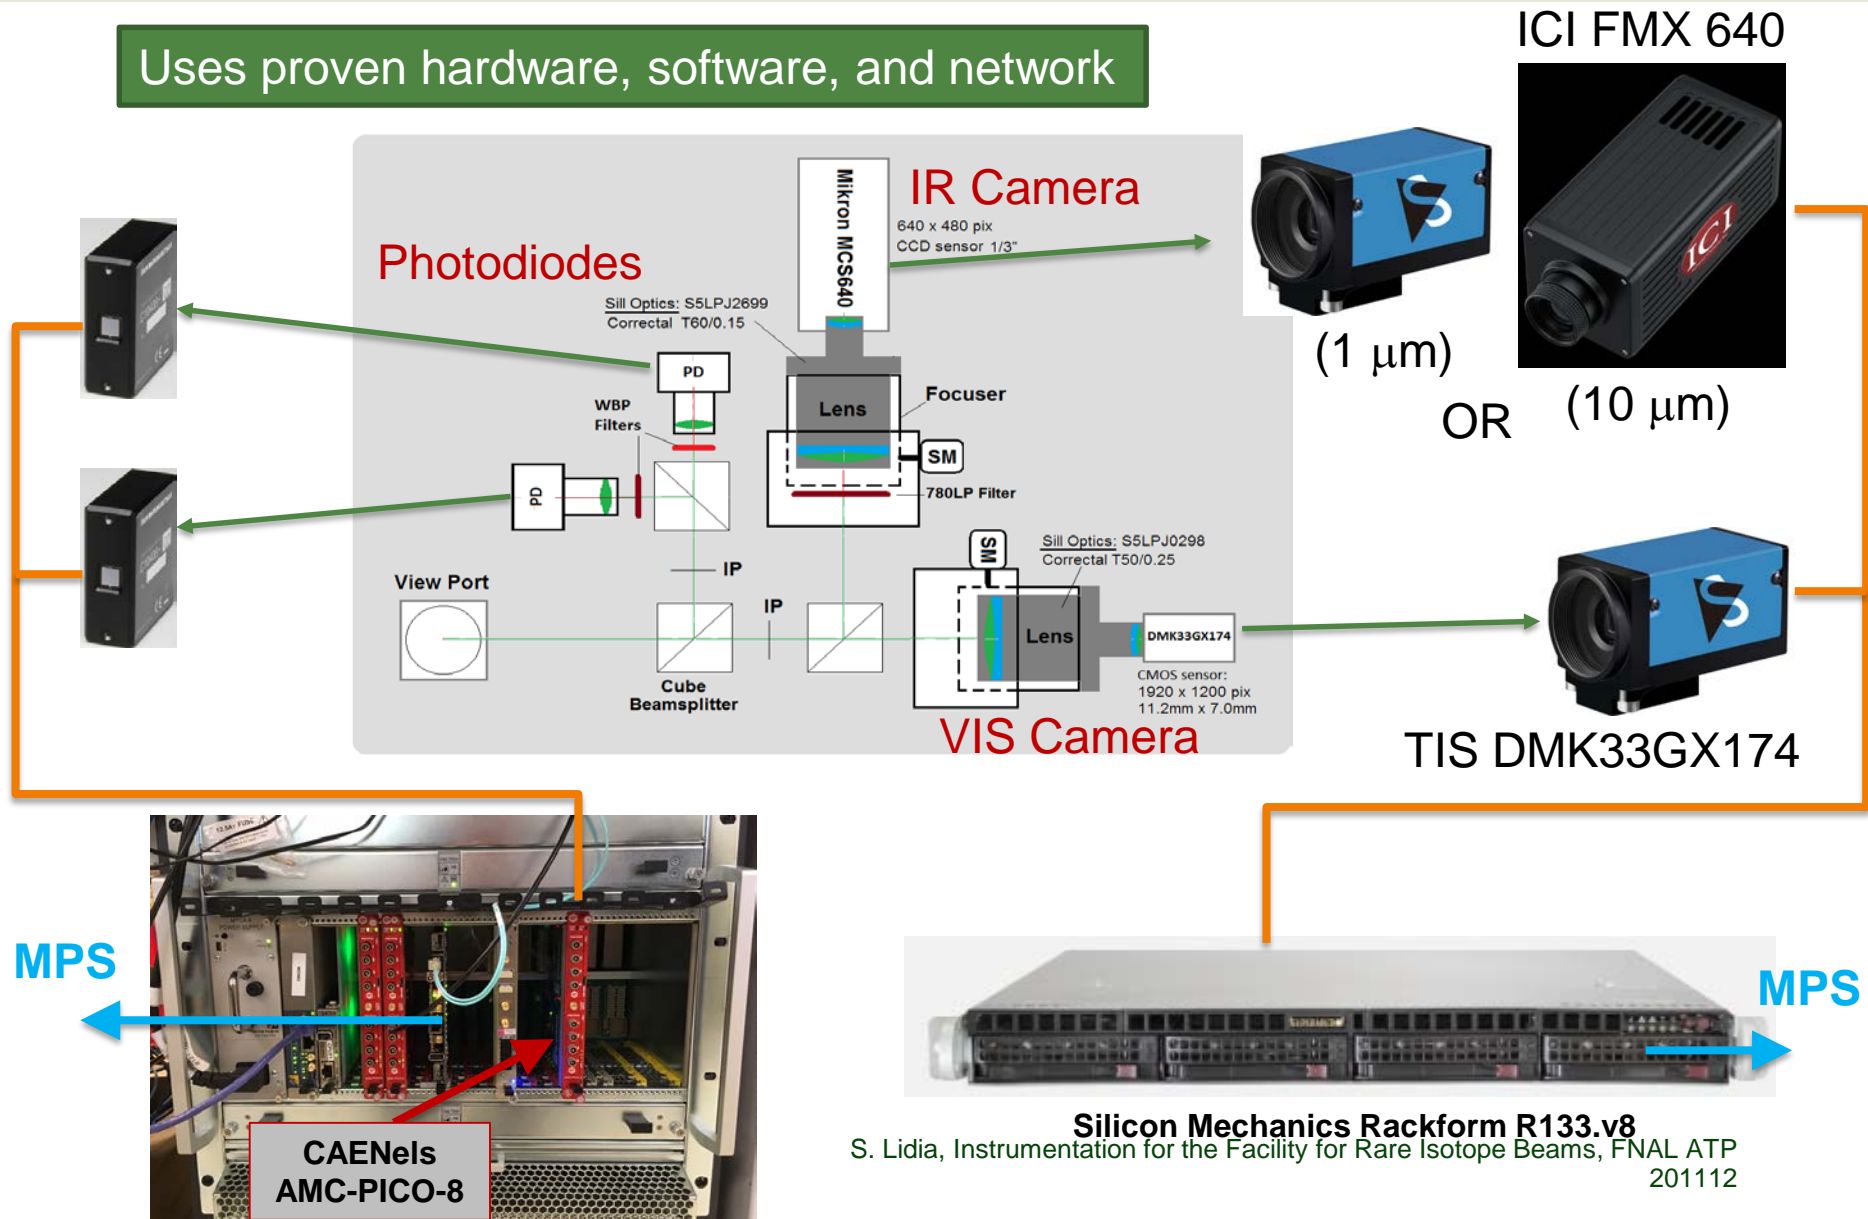 Uses proven hardware, software, and network
ICI FMX 640
IR Camera
Mikron MCS640
640 x 480 pix
CCD sensor 1/3"
Photodiodes
Sill Optics: S5LPJ2699
Correctal T60/0.15
PD
WBP
Filters
Lens
Focuser
SM
780LP Filter
PD
ICI
(1 μm)
OR
(10 μm)
SM
Sill Optics: S5LPJ0298
Correctal T50/0.25
View Port
IP
IP
Lens
DMK33GX174
Cube
Beamsplitter
CMOS sensor:
1920 x 1200 pix
11.2mm x 7.0mm
VIS Camera
TIS DMK33GX174
MPS
MPS
CAENels
AMC-PICO-8
Silicon Mechanics Rackform R133.v8
S. Lidia, Instrumentation for the Facility for Rare Isotope Beams, FNAL ATP
201112